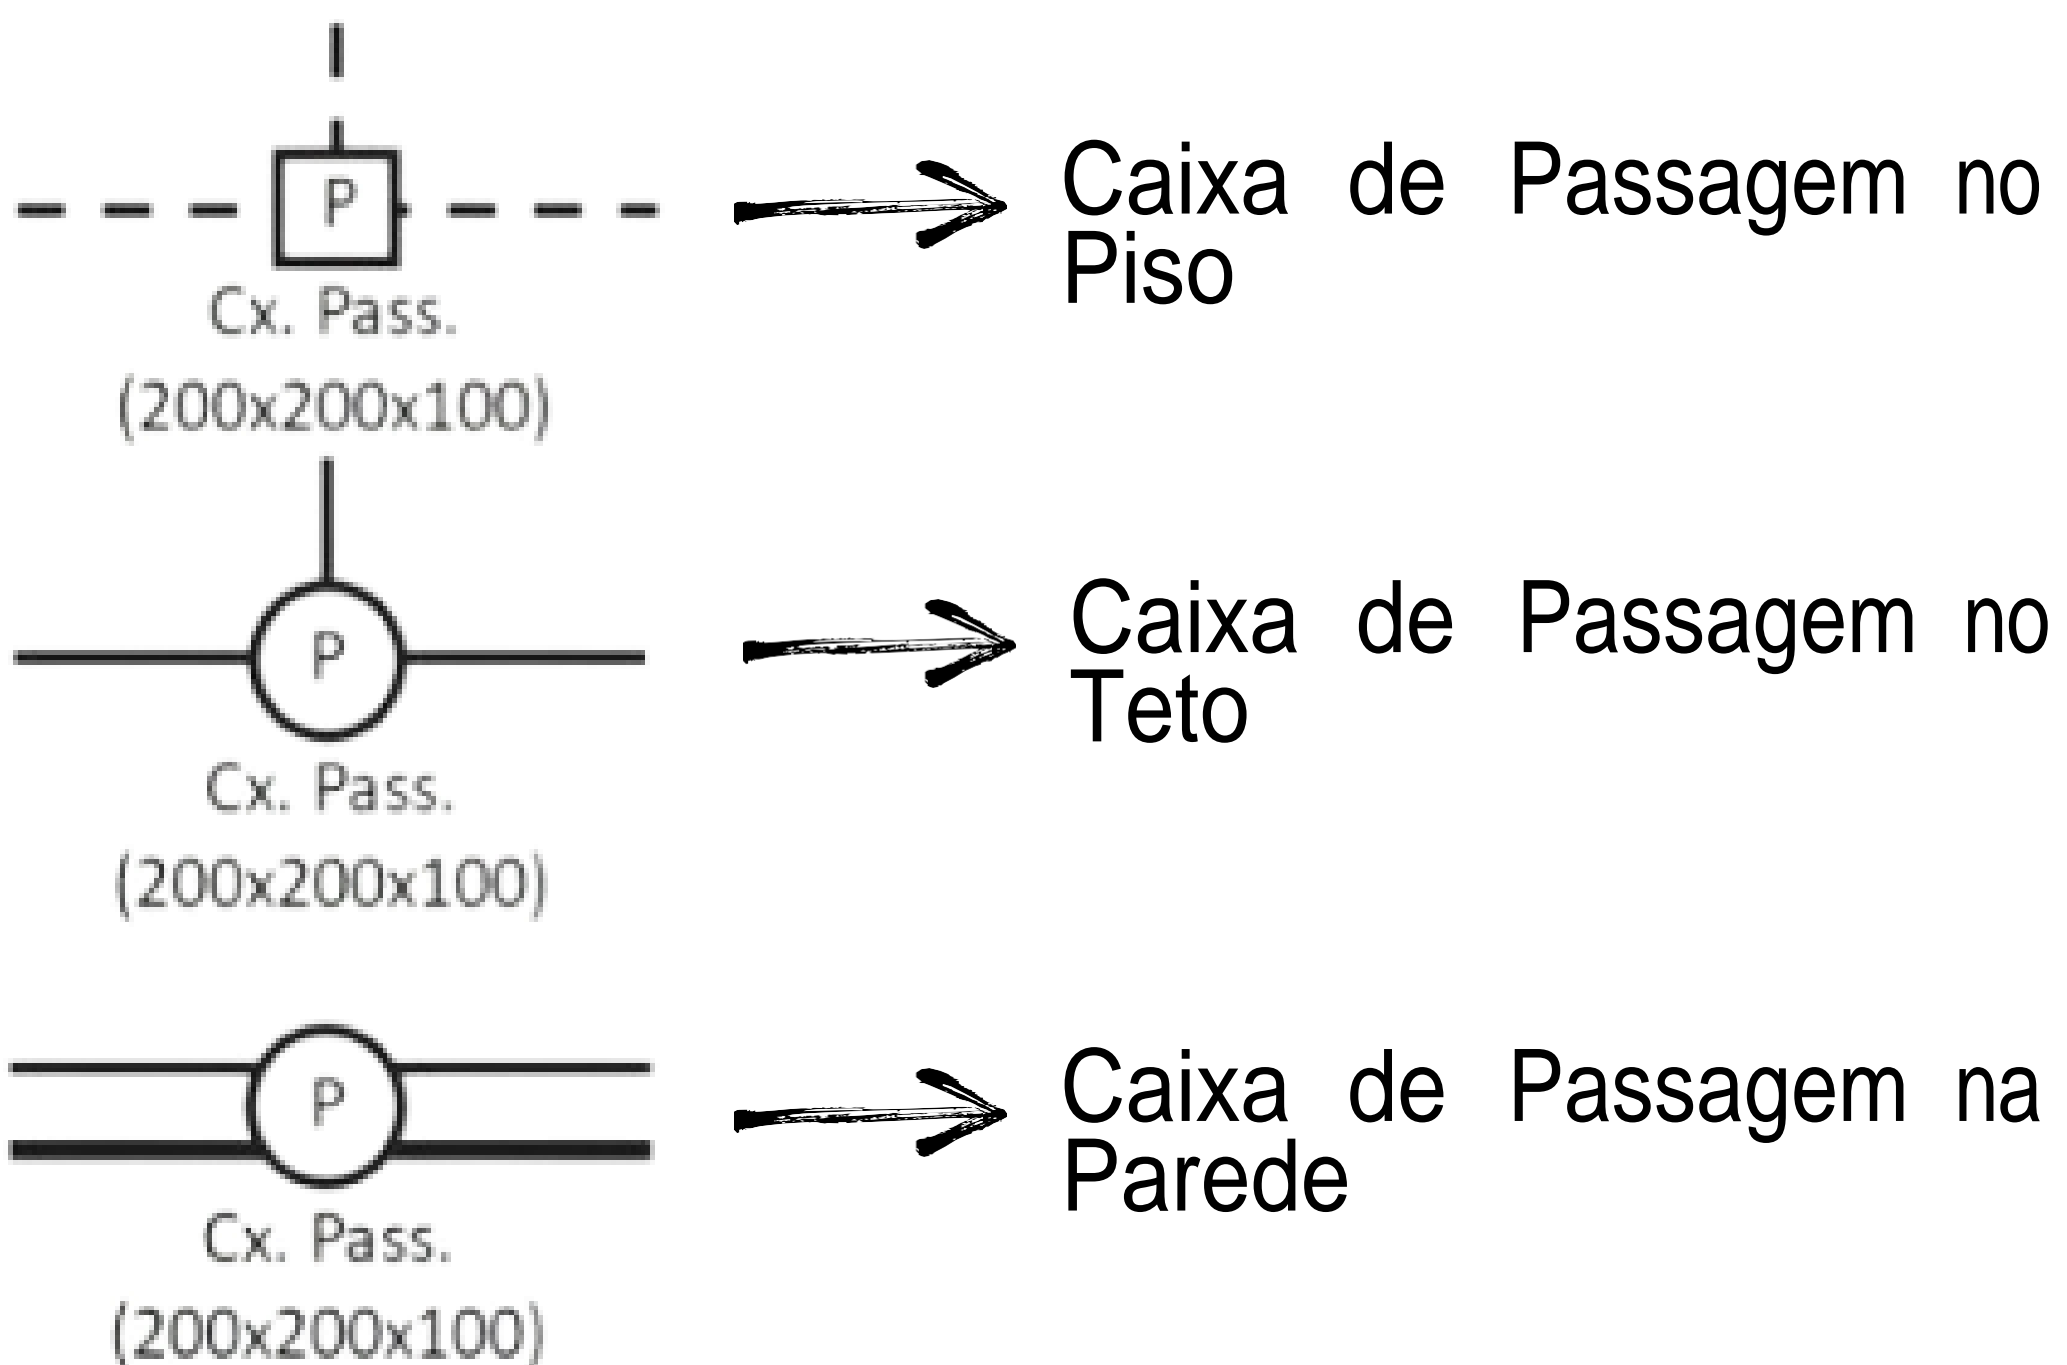 P
Cx. Pass.
(200x200x100)
Caixa de Passagem no
Piso
P
Cx. Pass.
(200x200x100)
Caixa de Passagem no
Teto
P
Cx. Pass.
(200x200x100)
Caixa de Passagem na
Parede